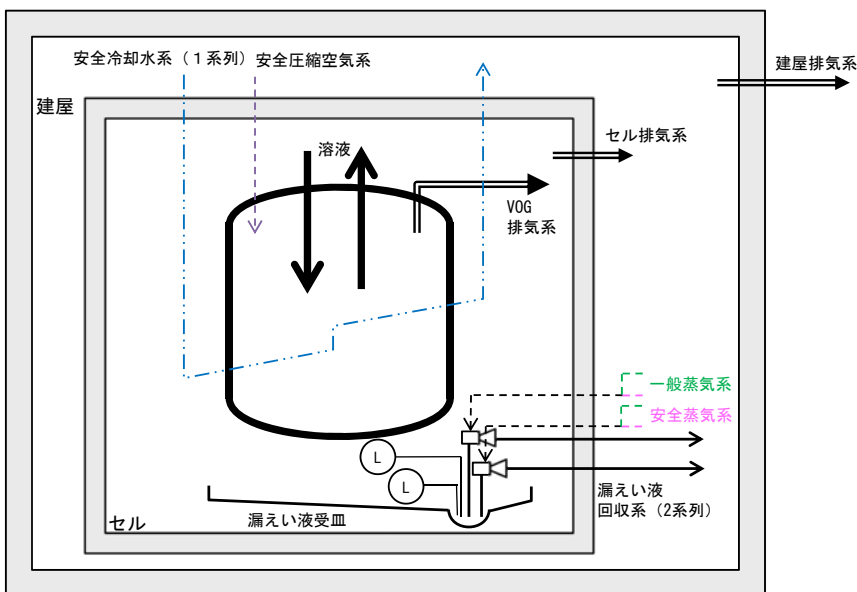 安全冷却水系（１系列）
安全圧縮空気系
建屋排気系
建屋
セル排気系
溶液
VOG
排気系
一般蒸気系
安全蒸気系
L
L
漏えい液
回収系（2系列）
漏えい液受皿
セル